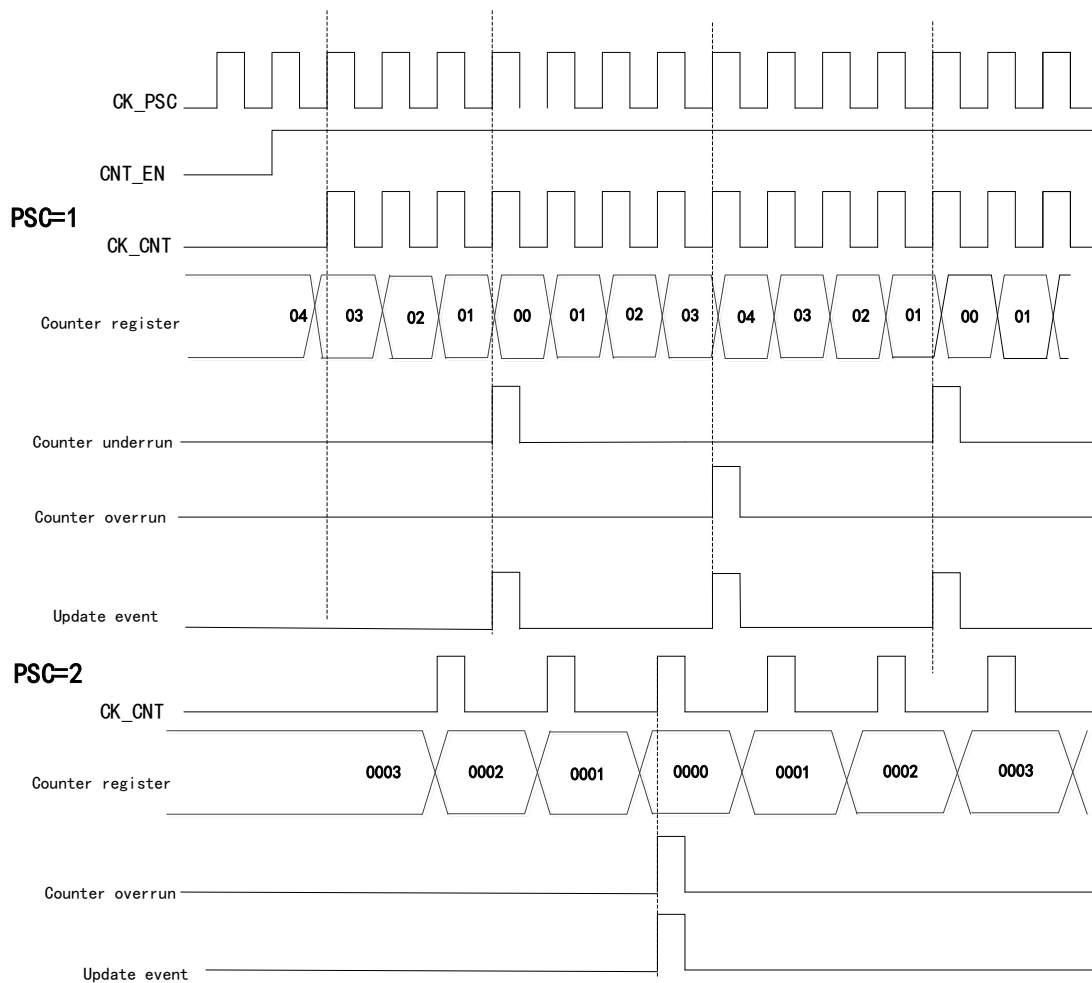 CK_PSC
CNT_EN
PSC=1
CK_CNT
Counter register 04 03 02 01 00 01 02 03 04 03 02 01 00 01
Counter underrun
Counter overrun
Update event
PSC=2
CK_CNT
Counter register 0003 0002 0001 0000 0001 0002 0003
Counter overrun
Update event